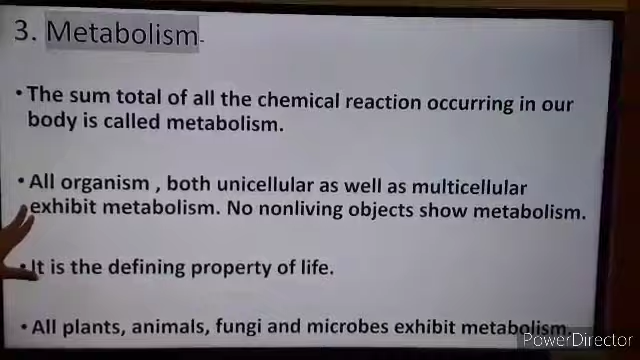 3. Metabolism-
• The sum total of all the chemical reaction occurring in our
body is called metabolism.
• All organism , both unicellular as well as multicellular
exhibit metabolism. No nonliving objects show metabolism.
• It is the defining property of life.
• All plants, animals, fungi and microbes exhibit metabolism.
PowerDirector